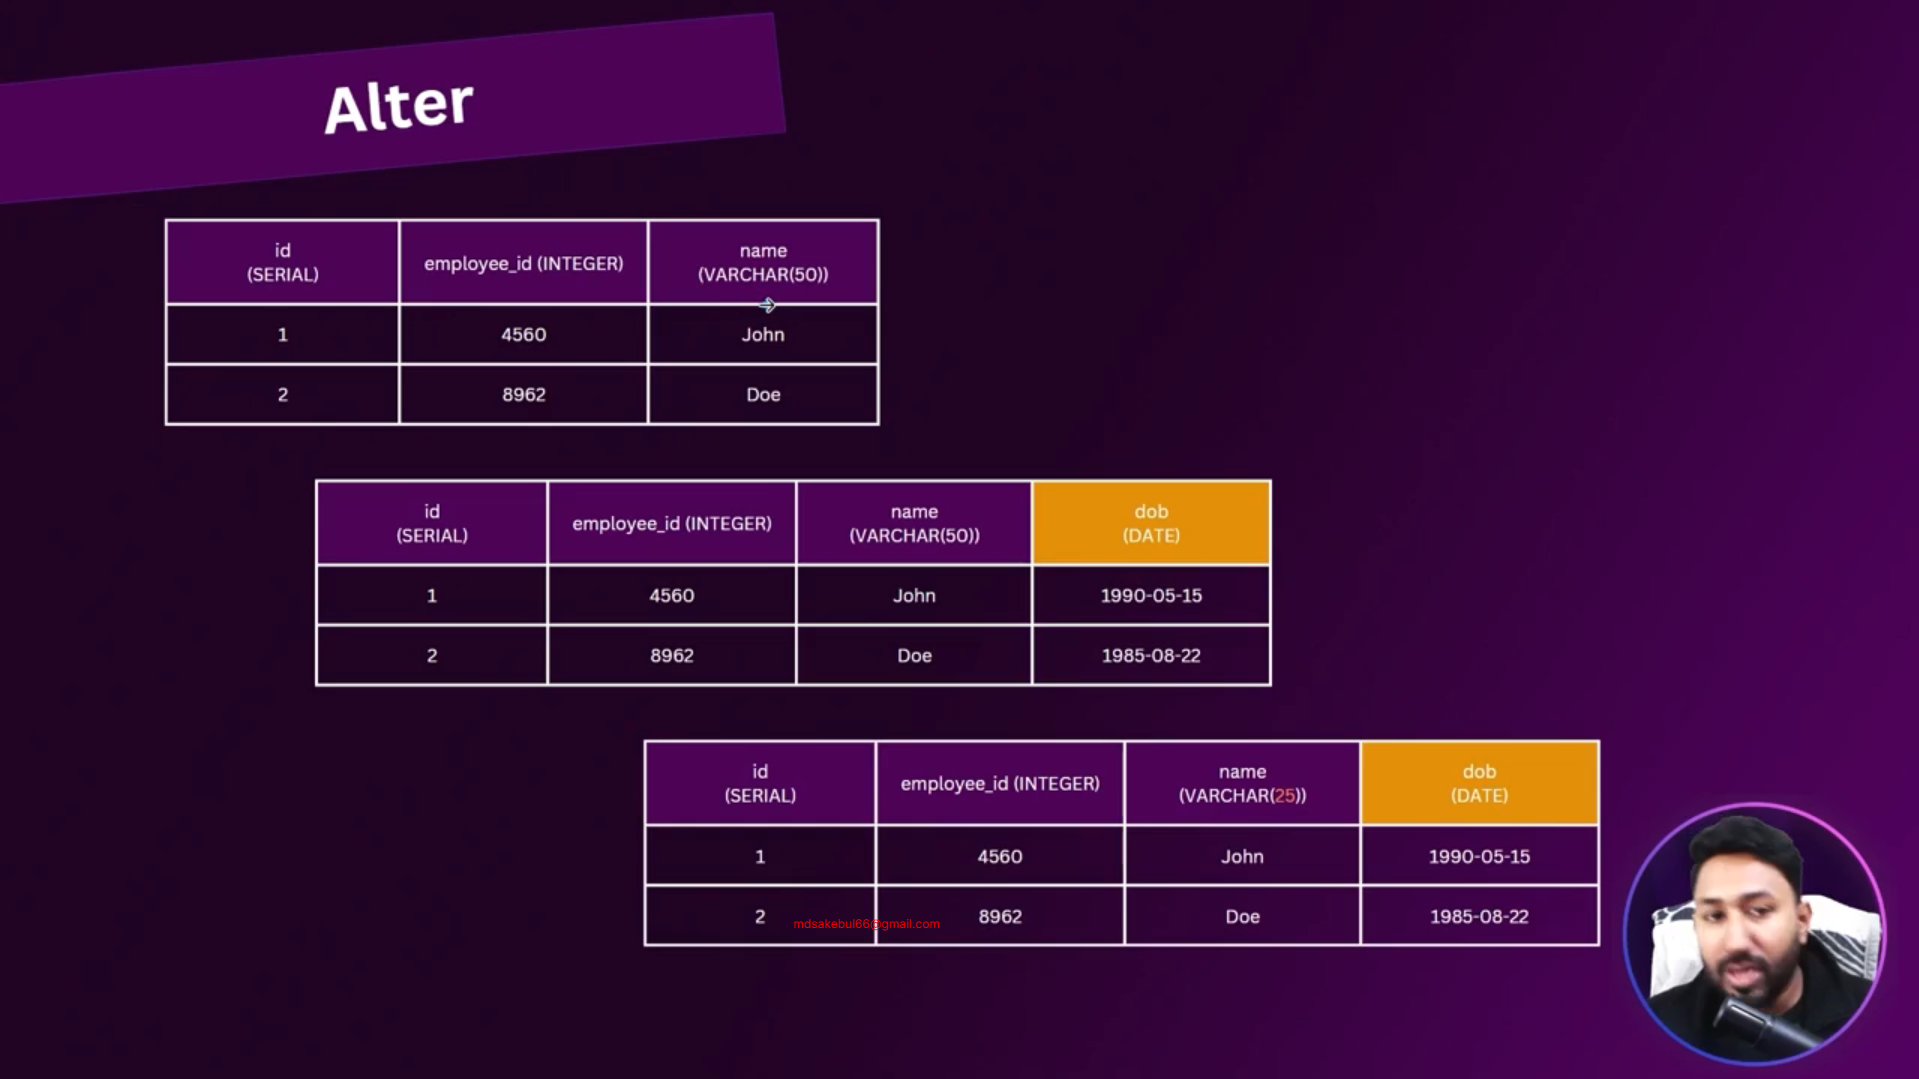 Alter
id
(SERIAL)
employee_id (INTEGER)
name
(VARCHAR(50))
1
4560
John
2
8962
Doe
id
(SERIAL)
employee_id (INTEGER)
name
(VARCHAR(50))
dob
(DATE)
1
4560
John
1990-05-15
2
8962
Doe
1985-08-22
id
(SERIAL)
employee_id (INTEGER)
name
(VARCHAR(25))
dob
(DATE)
1
4560
John
1990-05-15
2
8962
Doe
1985-08-22
mdsakebul66@gmail.com